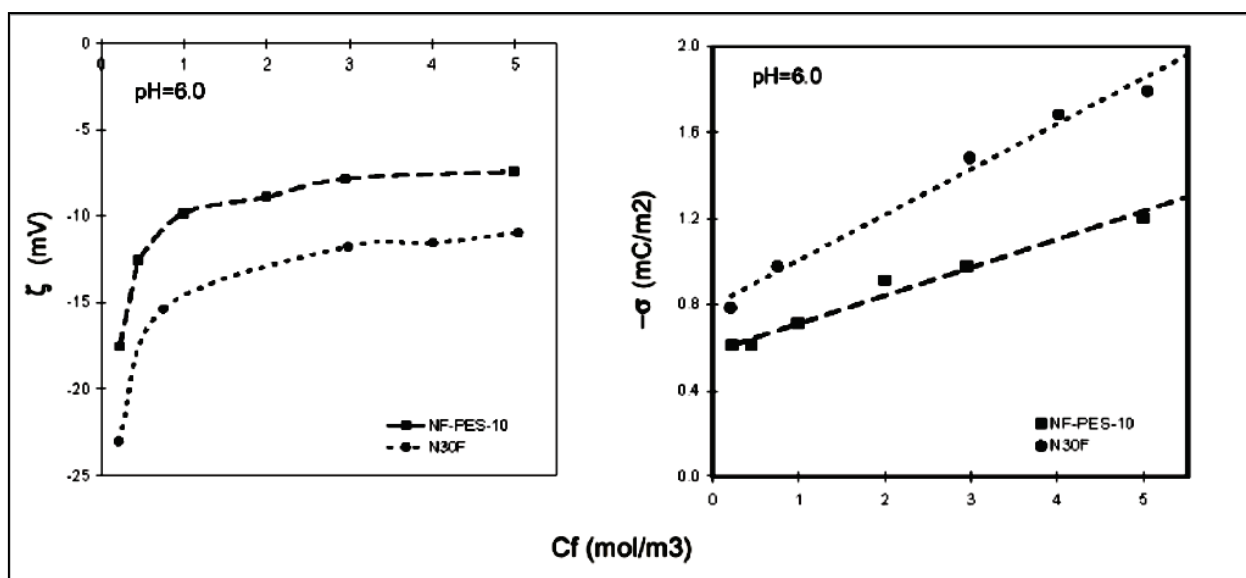 0
0 1 2 3 4 5
pH=6.0
-5
-10
-15
-20
-25
ζ (mV)
NF-PES-10
N30F
2.0
pH=6.0
1.6
1.2
0.8
0.4
0.0
–σ (mC/m2)
NF-PES-10
N30F
0 1 2 3 4 5
Cf (mol/m3)